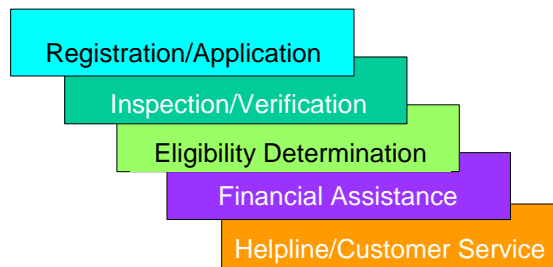 Registration/Application
Inspection/Verification
Eligibility Determination
Financial Assistance
Helpline/Customer Service